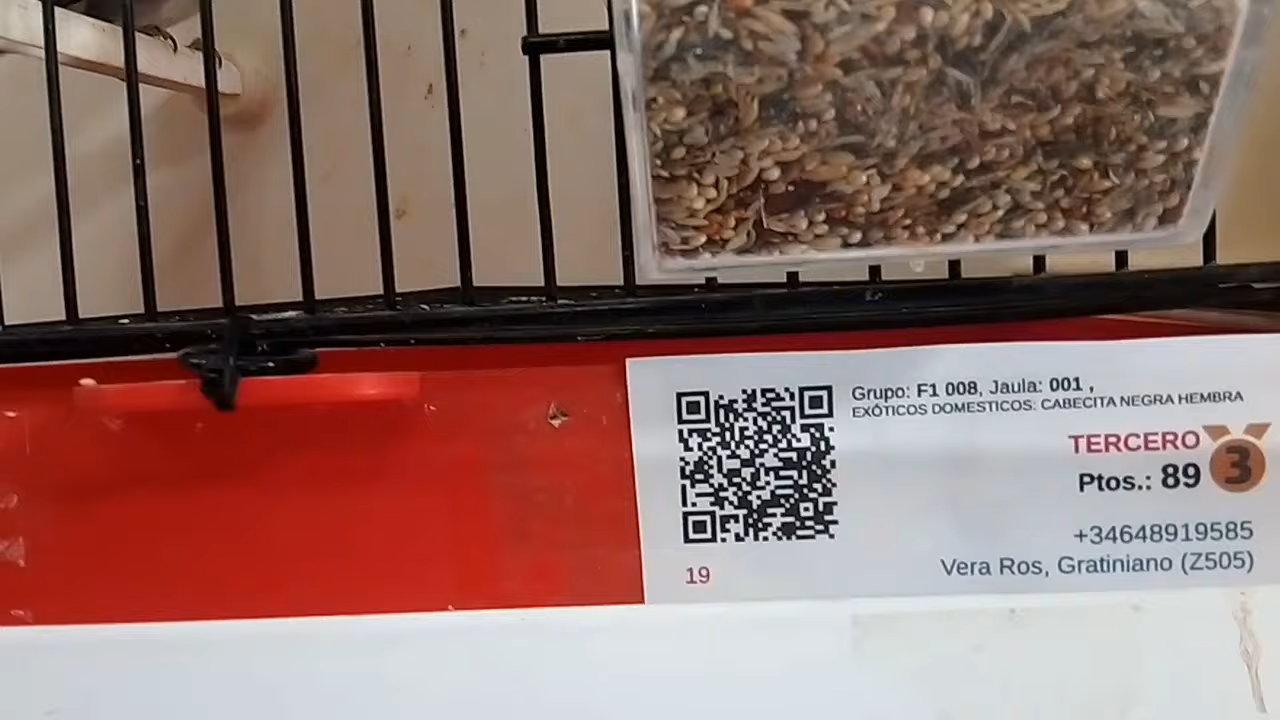 Grupo: F1 008, Jaula: 001 ,
EXÓTICOS DOMESTICOS: CABECITA NEGRA HEMBRA
TERCERO
3
Ptos.: 89
+34648919585
Vera Ros, Gratiniano (Z505)
19